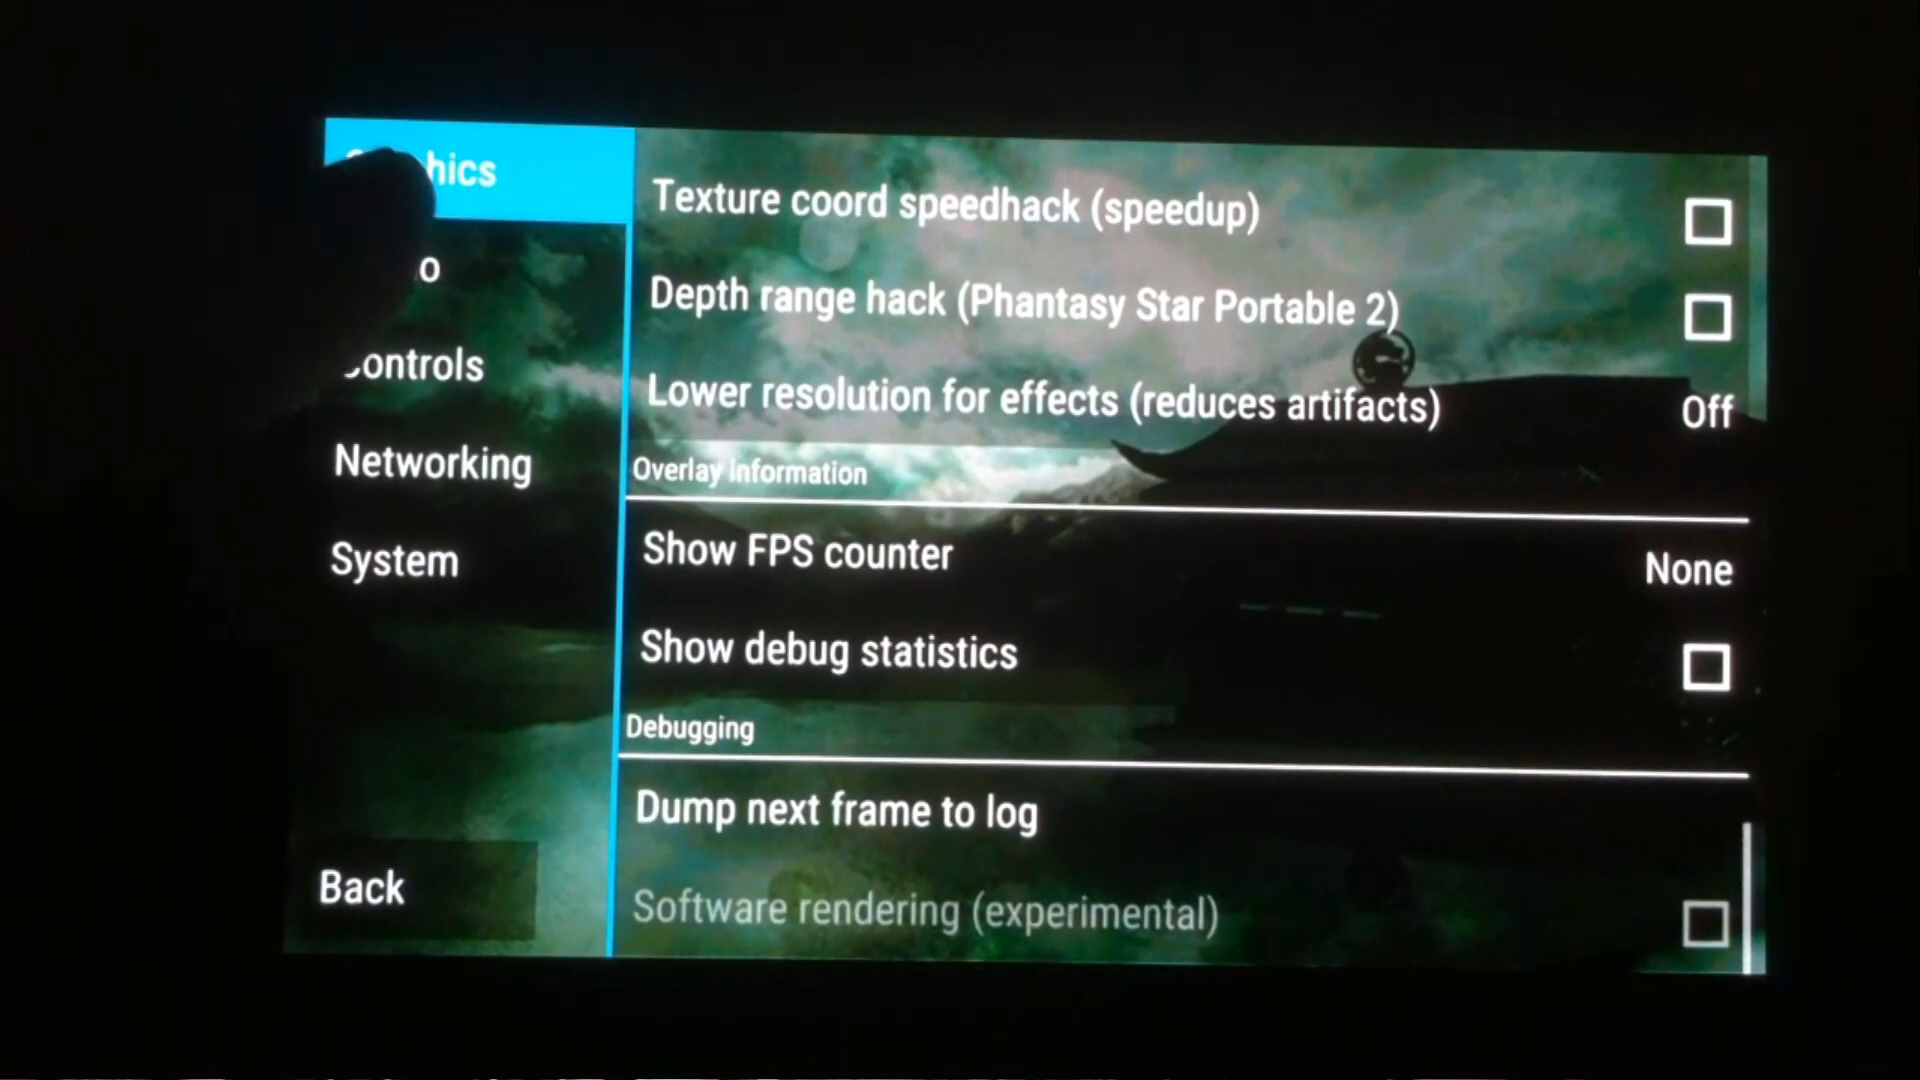 hics
Texture coord speedhack (speedup)
o
Depth range hack (Phantasy Star Portable 2)
ontrols
Lower resolution for effects (reduces artifacts) Off
Networking
Overlay information
System
Show FPS counter None
Show debug statistics
Debugging
Dump next frame to log
Back
Software rendering (experimental)